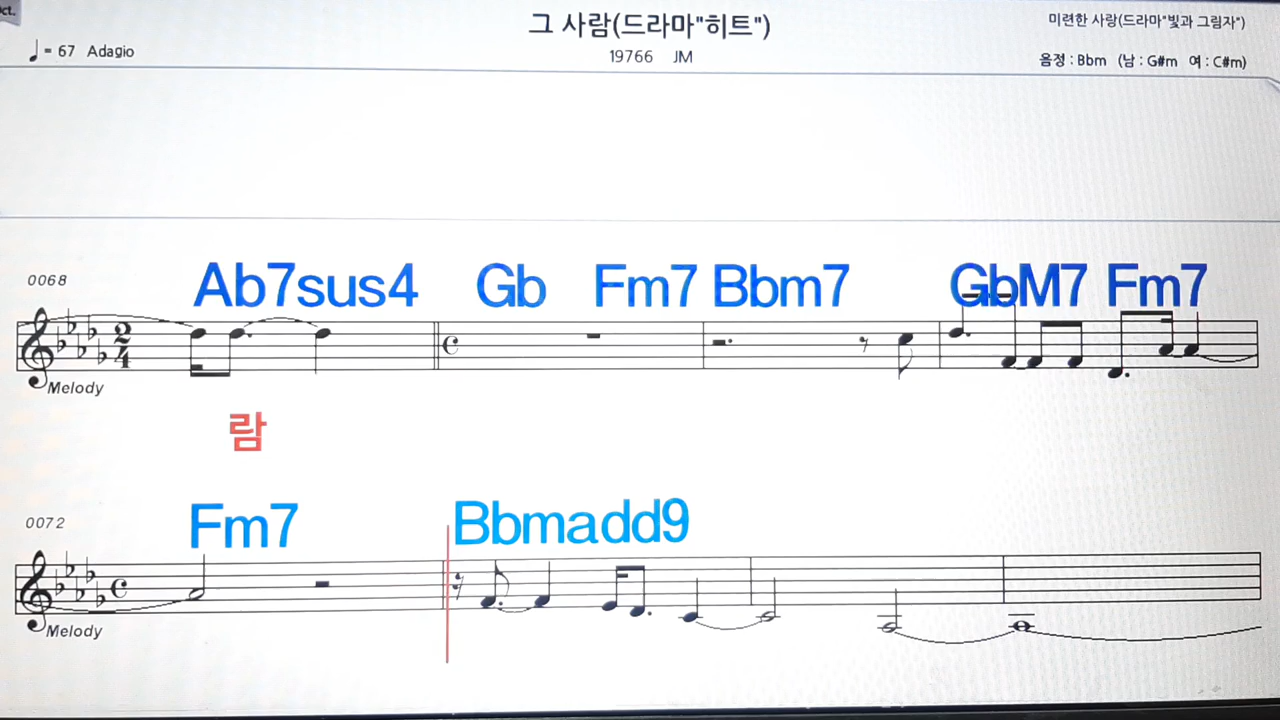 ct.
그 사람(드라마"히트")
미련한 사랑(드라마"빛과 그림자")
♩ = 67 Adagio
19766 JM
음정 : Bbm (남 : G#m 여 : C#m)
0068
Ab7sus4 Gb Fm7 Bbm7 GbM7 Fm7
2
4
Melody
람
0072
Fm7 Bbmadd9
Melody